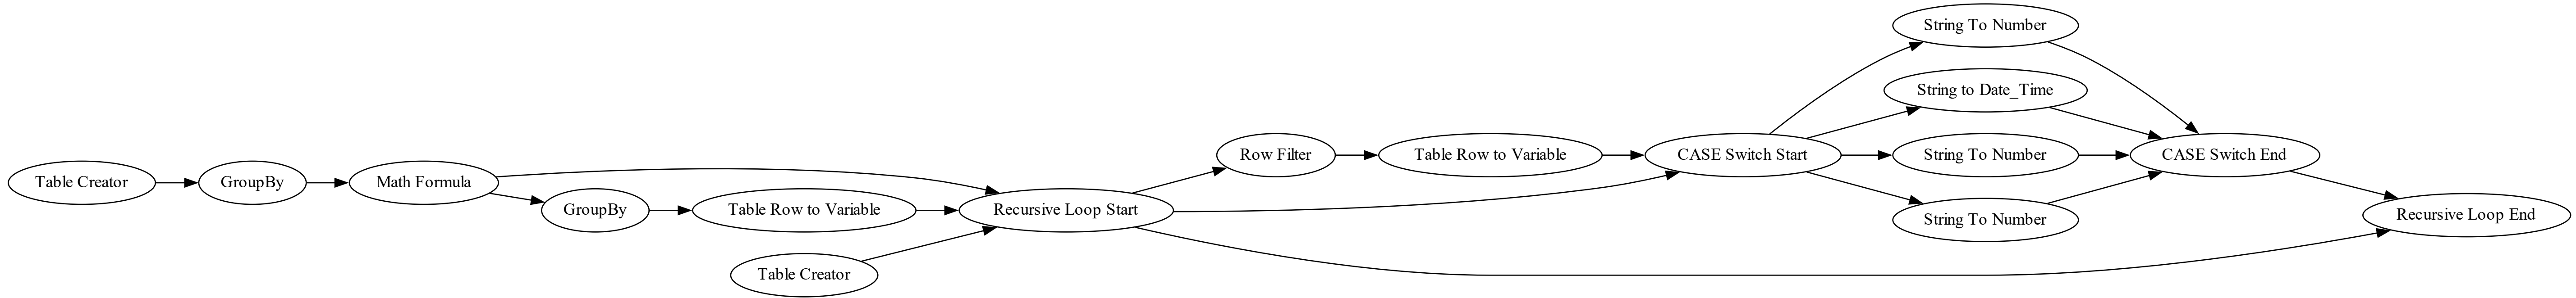 Table Creator
GroupBy
Math Formula
GroupBy
Table Row to Variable
Table Creator
Recursive Loop Start
Row Filter
Table Row to Variable
CASE Switch Start
String To Number
String to Date_Time
String To Number
String To Number
CASE Switch End
Recursive Loop End